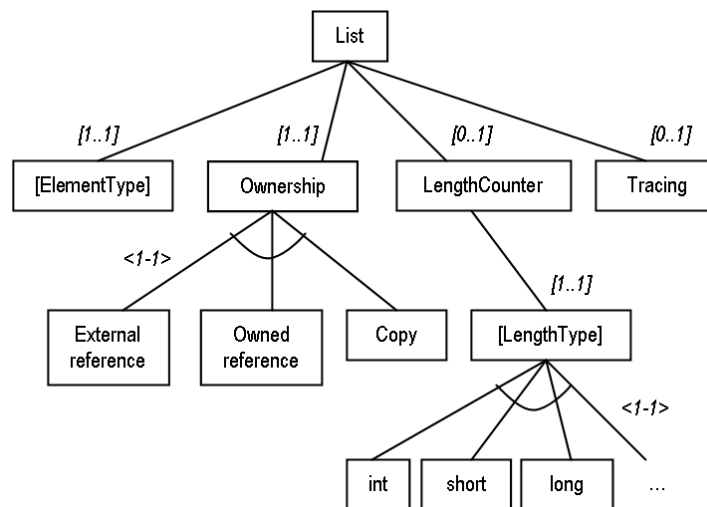 List
[1..1]
[1..1]
[0..1]
[0..1]
[ElementType]
Ownership
LengthCounter
Tracing
<1-1>
[1..1]
External
reference
Owned
reference
Copy
[LengthType]
<1-1>
int
short
long
...